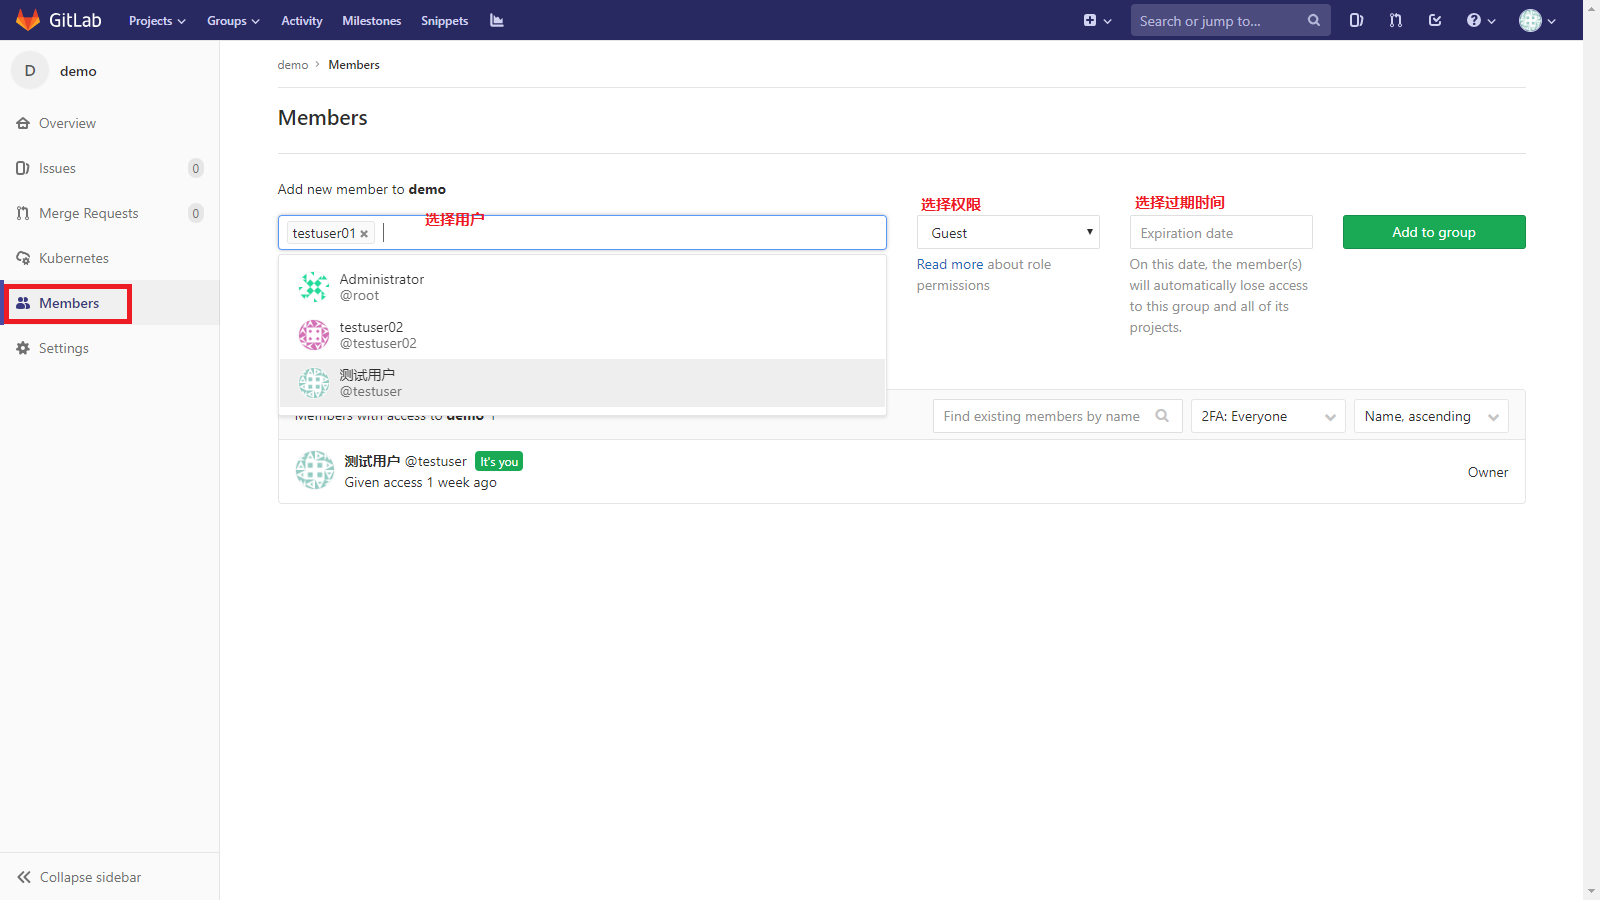 GitLab Projects Groups Activity Milestones Snippets Search or jump to...
D demo
Overview
Issues 0
Merge Requests 0
Kubernetes
Members
Settings
Collapse sidebar
demo > Members
Members
Add new member to demo
testuser01 × 选择用户
Administrator
@root
testuser02
@testuser02
测试用户
@testuser
选择权限
Guest
Read more about role
permissions
选择过期时间
Expiration date
On this date, the member(s)
will automatically lose access
to this group and all of its
projects.
Add to group
Members with access to demo 1
Find existing members by name
2FA: Everyone
Name, ascending
测试用户 @testuser It's you
Given access 1 week ago
Owner